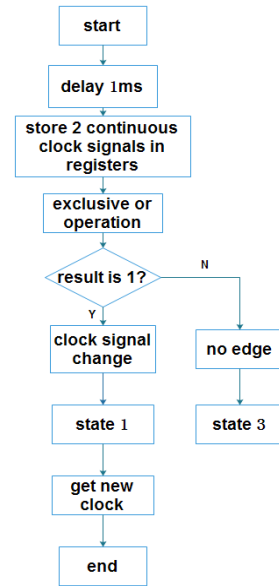 start
delay 1ms
store 2 continuous
clock signals in
registers
exclusive or
operation
result is 1?
N
Y
clock signal
change
no edge
state 1
state 3
get new
clock
end